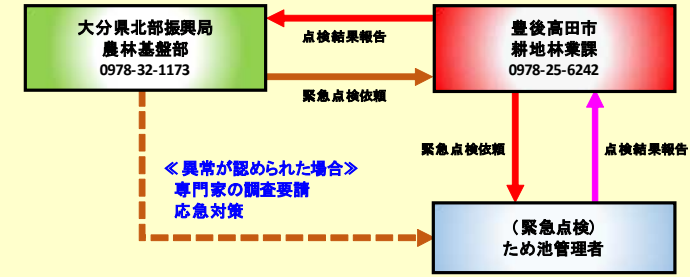 大分県北部振興局
農林基盤部
0978-32-1173
点検結果報告
緊急点検依頼
豊後高田市
耕地林業課
0978-25-6242
緊急点検依頼
点検結果報告
≪異常が認められた場合≫
専門家の調査要請
応急対策
（緊急点検）
ため池管理者